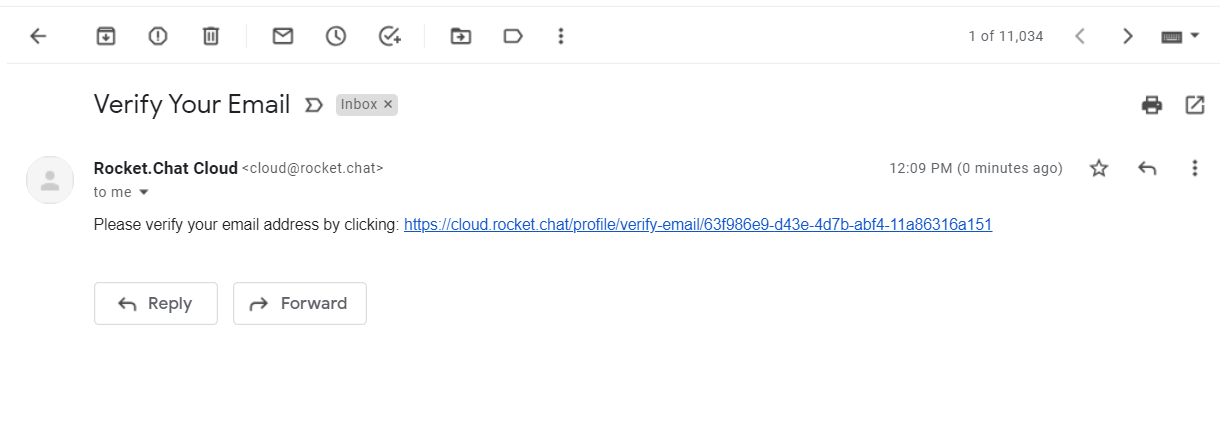 1 of 11,034
Verify Your Email Inbox ×
Rocket.Chat Cloud <cloud@rocket.chat> 12:09 PM (0 minutes ago)
to me
Please verify your email address by clicking: https://cloud.rocket.chat/profile/verify-email/63f986e9-d43e-4d7b-abf4-11a86316a151
Reply Forward